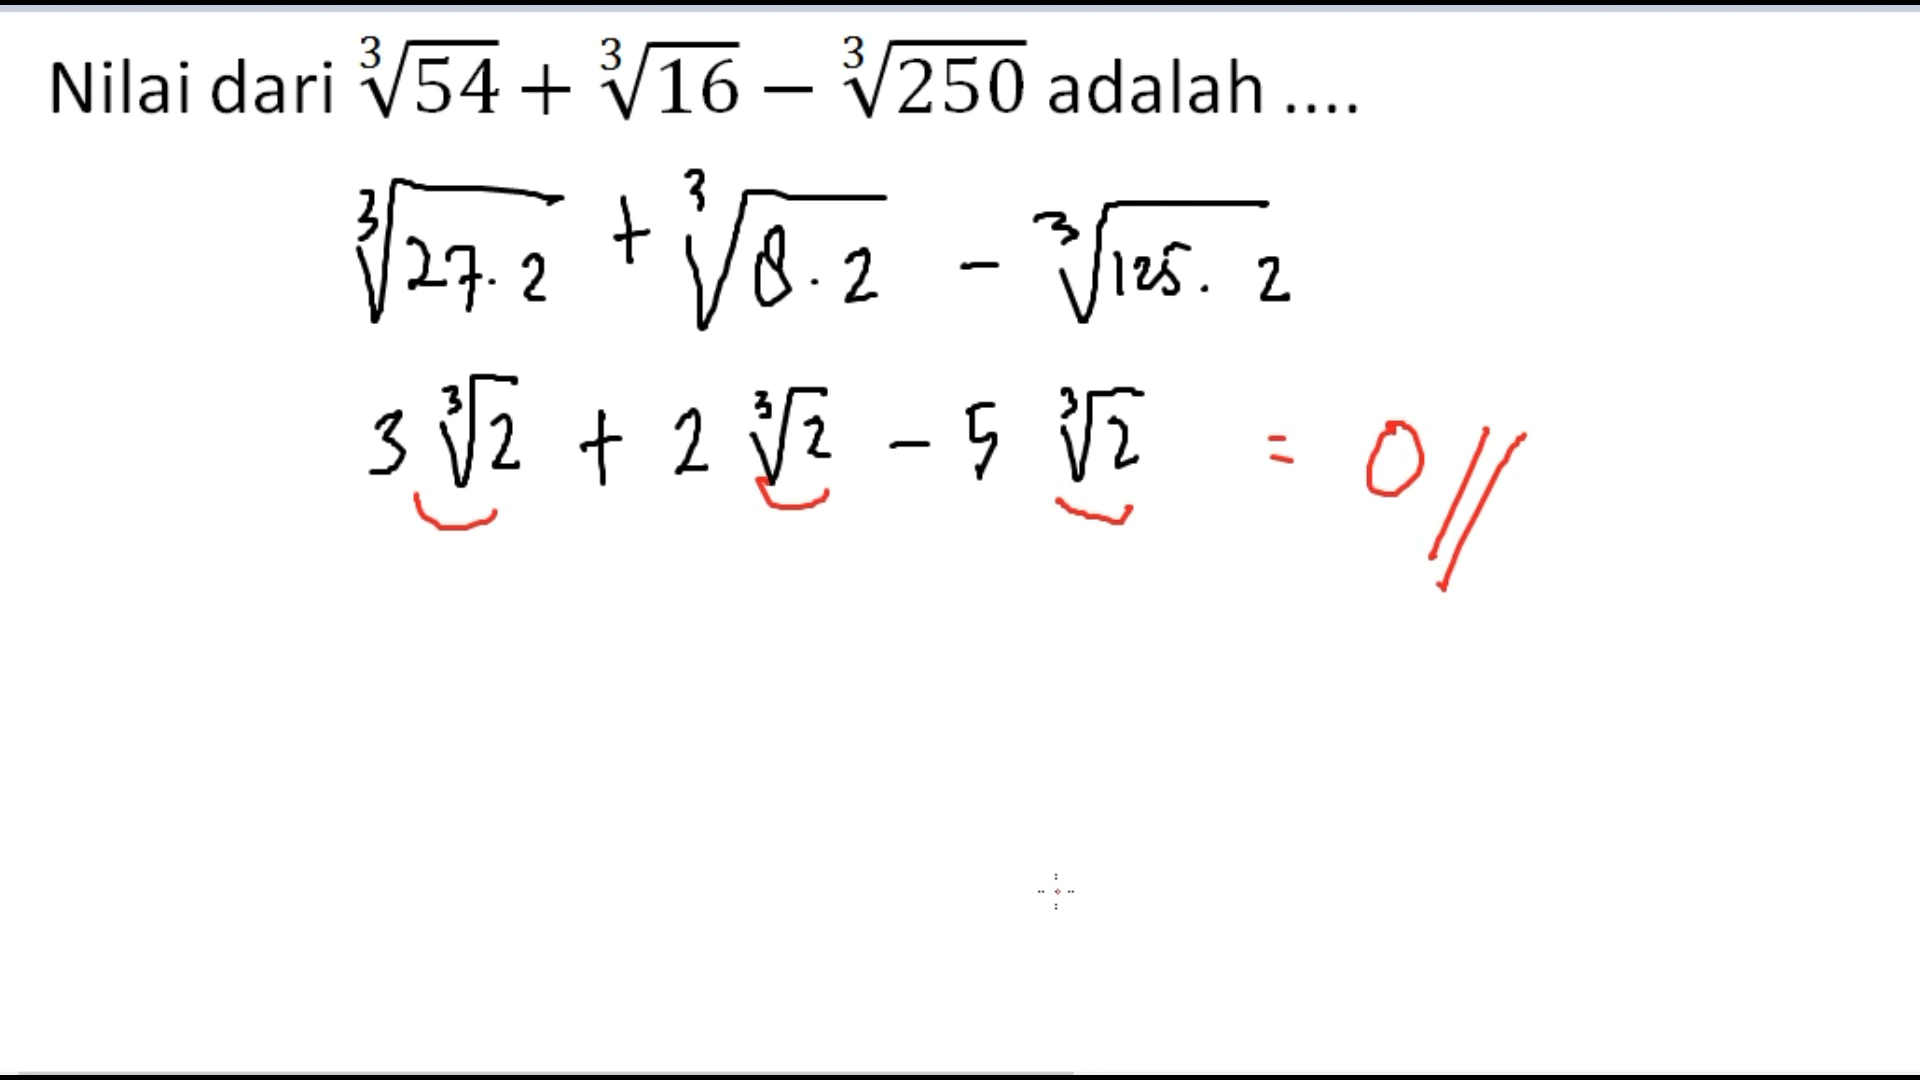 Nilai dari ∛54 + ∛16 − ∛250 adalah ....
∛27.2 + ∛8.2 - ∛125.2
3 ∛2 + 2 ∛2 - 5 ∛2 = 0 //